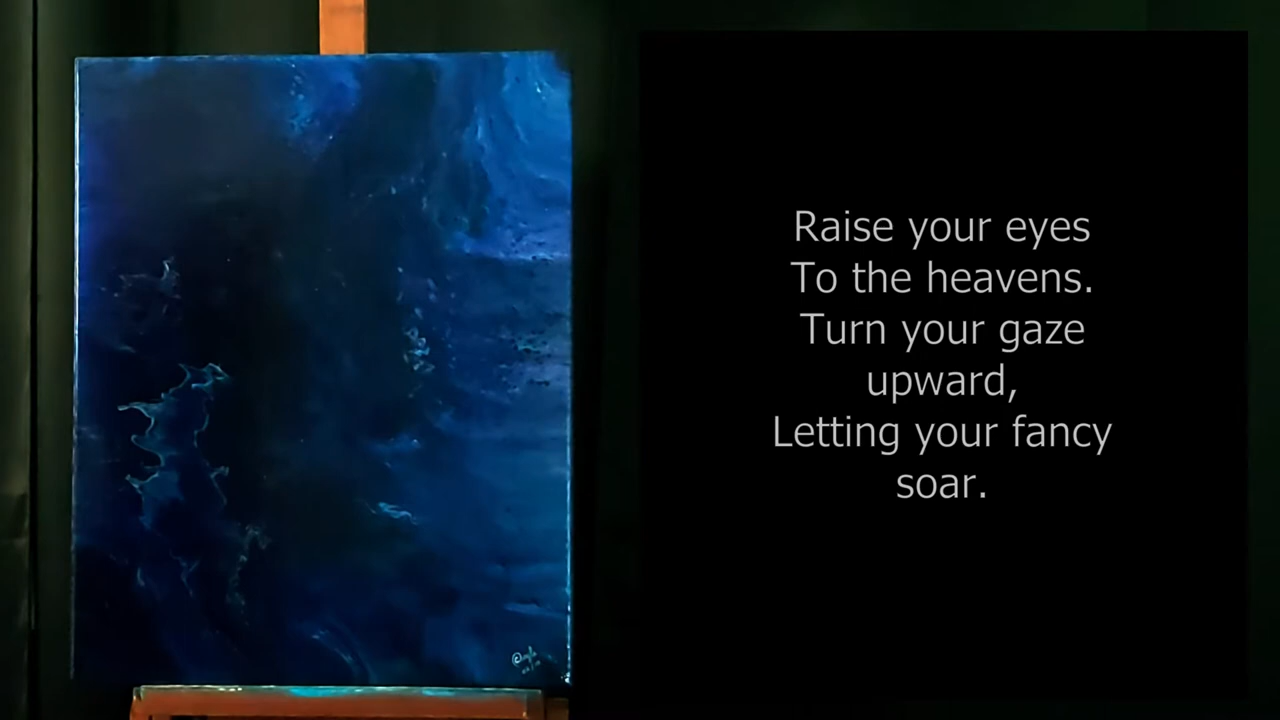 Raise your eyes
To the heavens.
Turn your gaze
upward,
Letting your fancy
soar.